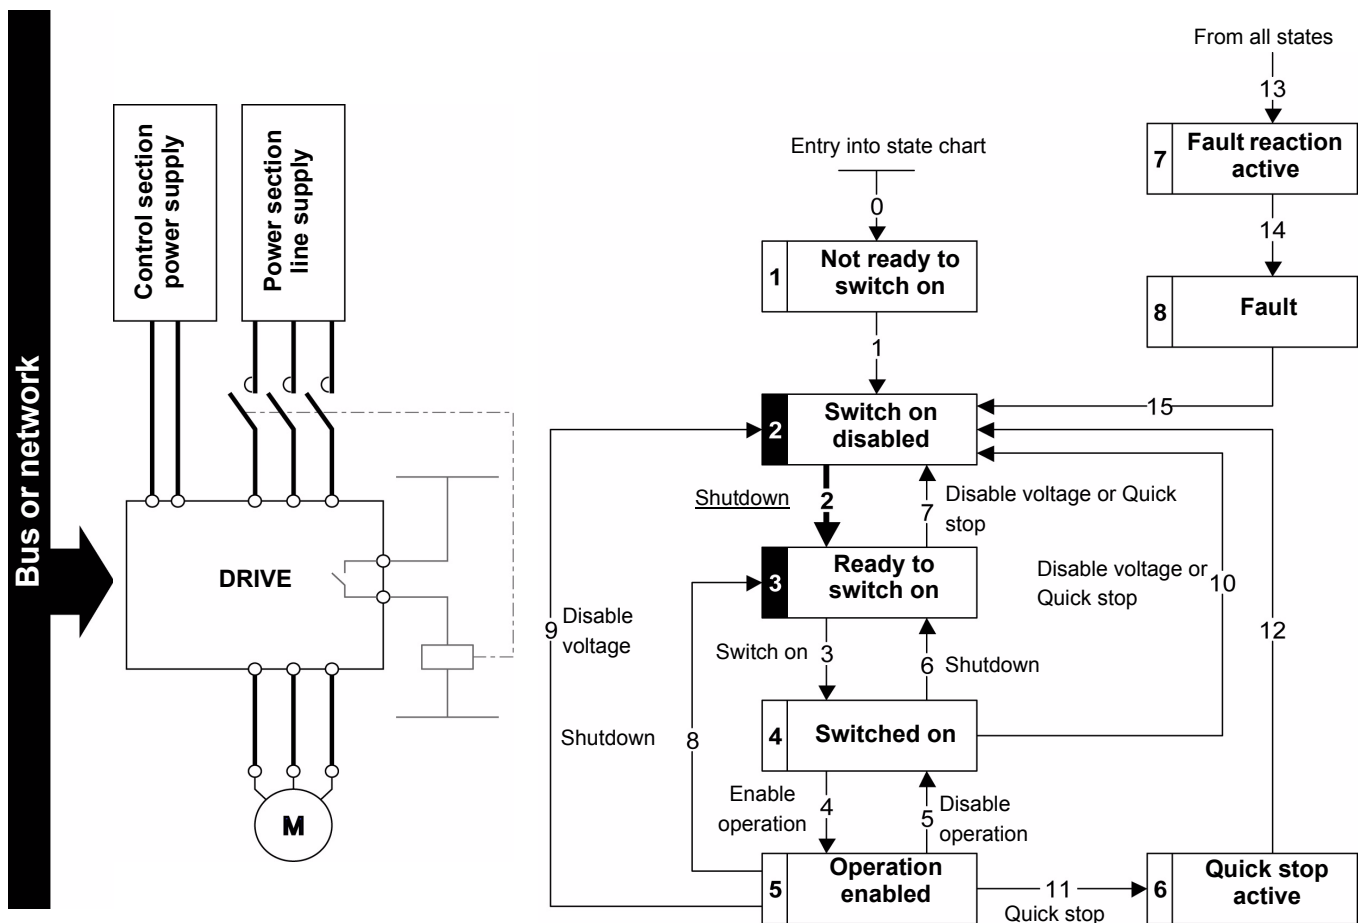 Bus or network
Control section
power supply
Power section
line supply
DRIVE
M
From all states
13
7
Fault reaction
active
14
8
Fault
15
Entry into state chart
0
1
Not ready to
switch on
1
2
Switch on
disabled
Shutdown
2
7
Disable voltage or Quick
stop
3
Ready to
switch on
Disable voltage or
Quick stop
10
12
9
Disable
voltage
Switch on
3
6
Shutdown
Shutdown
8
4
Switched on
Enable
operation
4
5
Disable
operation
5
Operation
enabled
11
Quick stop
6
Quick stop
active